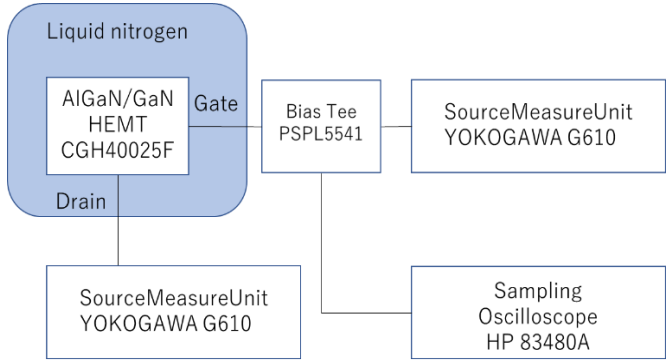 Liquid nitrogen
AlGaN/GaN
HEMT
CGH40025F
Gate
Bias Tee
PSPL5541
SourceMeasureUnit
YOKOGAWA G610
Drain
SourceMeasureUnit
YOKOGAWA G610
Sampling
Oscilloscope
HP 83480A